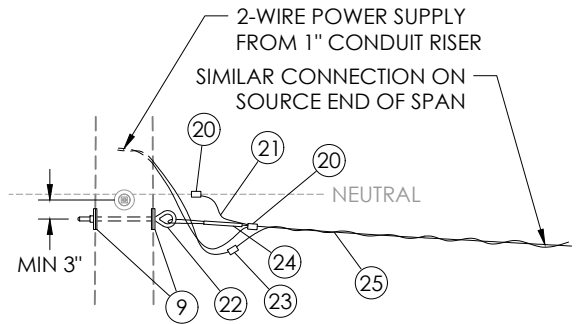 2-WIRE POWER SUPPLY
FROM 1" CONDUIT RISER
SIMILAR CONNECTION ON
SOURCE END OF SPAN
20
21
20
NEUTRAL
MIN 3"
9
22
23
24
25